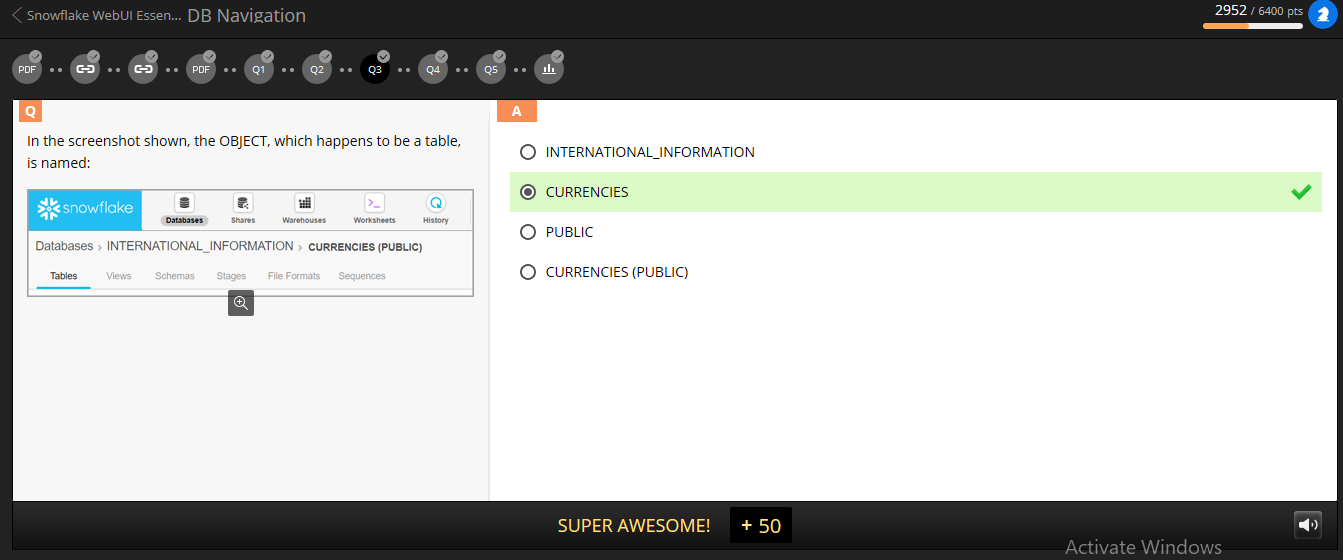 Snowflake WebUI Essen... DB Navigation
2952 / 6400 pts
PDF
PDF
Q1
Q2
Q3
Q4
Q5
Q
In the screenshot shown, the OBJECT, which happens to be a table,
is named:
snowflake
Databases
Shares
Warehouses
Worksheets
History
Databases › INTERNATIONAL_INFORMATION › CURRENCIES (PUBLIC)
Tables Views Schemas Stages File Formats Sequences
A
INTERNATIONAL_INFORMATION
CURRENCIES
PUBLIC
CURRENCIES (PUBLIC)
SUPER AWESOME! + 50
Activate Windows